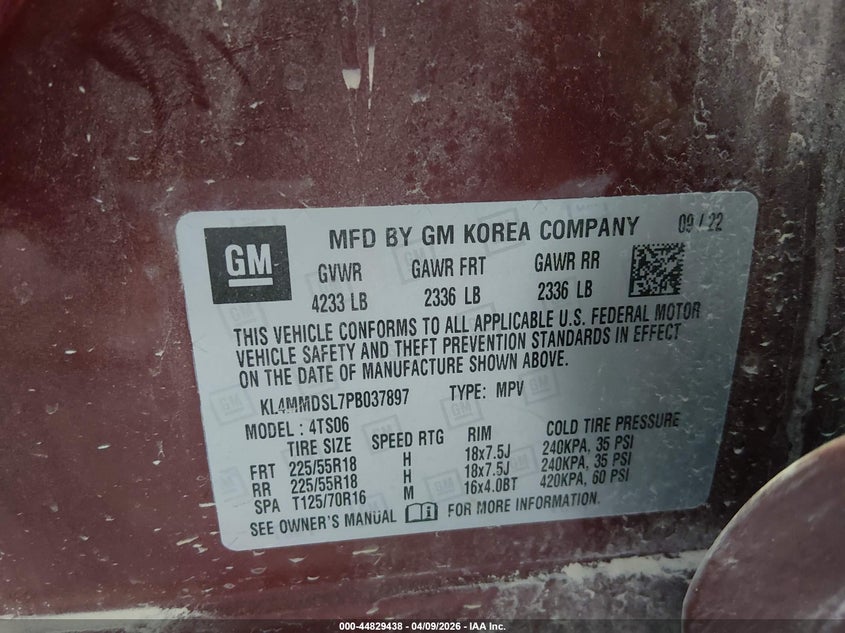 GM
MFD BY GM KOREA COMPANY 09 / 22
GVWR GAWR FRT GAWR RR
4233 LB 2336 LB 2336 LB
THIS VEHICLE CONFORMS TO ALL APPLICABLE U.S. FEDERAL MOTOR
VEHICLE SAFETY AND THEFT PREVENTION STANDARDS IN EFFECT
ON THE DATE OF MANUFACTURE SHOWN ABOVE.
KL4MMDSL7PB037897 TYPE: MPV
MODEL : 4TS06
TIRE SIZE SPEED RTG RIM COLD TIRE PRESSURE
FRT 225/55R18 H 18x7.5J 240KPA, 35 PSI
RR 225/55R18 H 18x7.5J 240KPA, 35 PSI
SPA T125/70R16 M 16x4.0BT 420KPA, 60 PSI
SEE OWNER'S MANUAL FOR MORE INFORMATION.
000-44829438 - 04/09/2026 - IAA Inc.